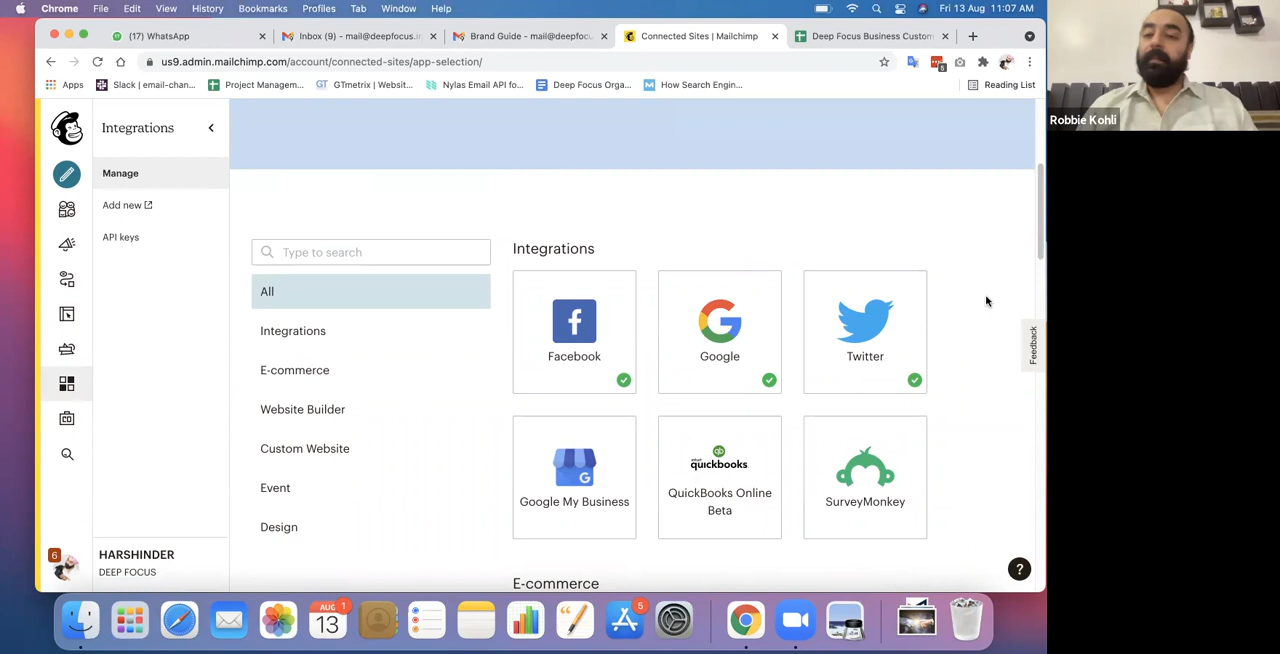 Chrome File Edit View History Bookmarks Profiles Tab Window Help
Fri 13 Aug 11:07 AM
(17) WhatsApp
Inbox (9) - mail@deepfocus.i
Brand Guide - mail@deepfocu
Connected Sites | Mailchimp
Deep Focus Business Custom
us9.admin.mailchimp.com/account/connected-sites/app-selection/
6
Apps
Slack | email-chan...
Project Managem...
GTmetrix | Websit...
Nylas Email API fo...
Deep Focus Orga...
How Search Engin...
Reading List
Robbie Kohli
Integrations
Manage
Add new
API keys
Type to search
All
Integrations
E-commerce
Website Builder
Custom Website
Event
Design
Integrations
Facebook
Google
Twitter
Google My Business
quickbooks.
QuickBooks Online
Beta
SurveyMonkey
E-commerce
Feedback
?
6
HARSHINDER
DEEP FOCUS
AUG 1
13
5